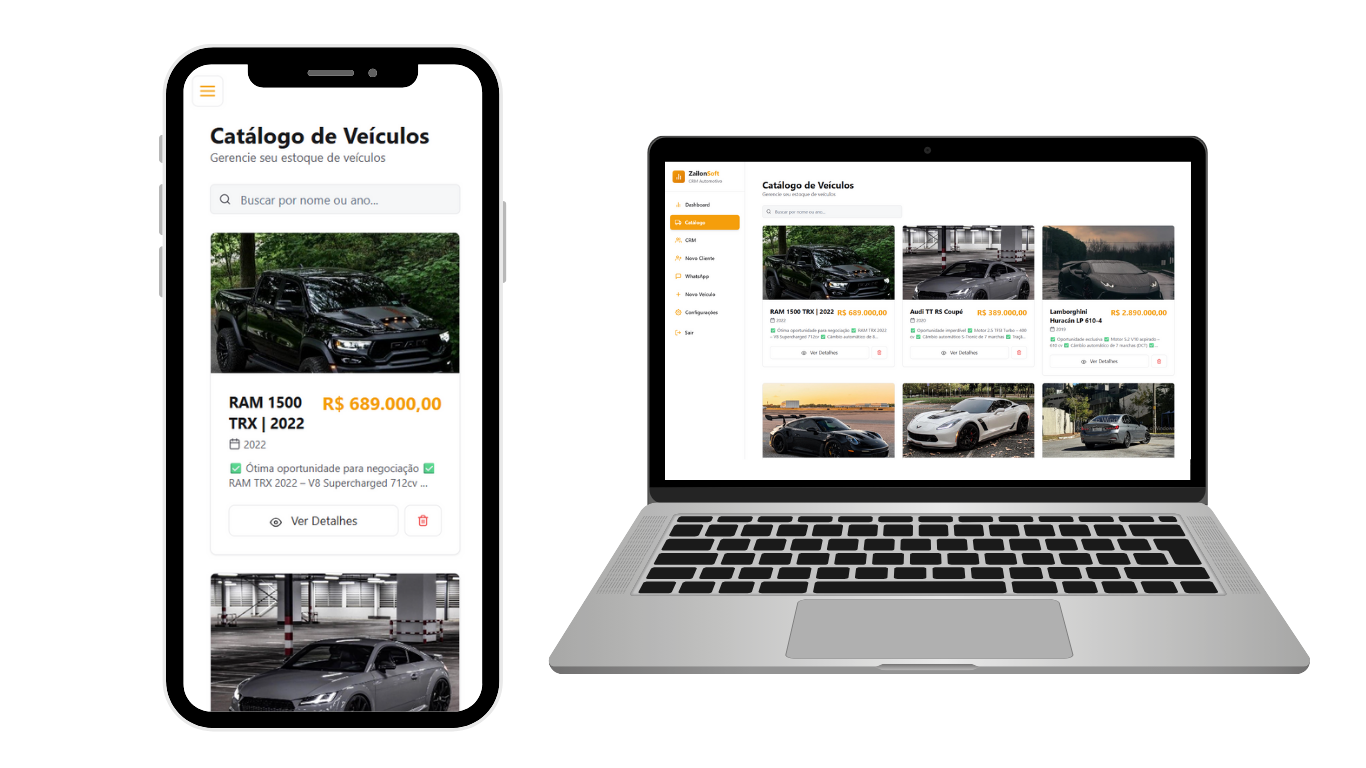 Catálogo de Veículos
Gerencie seu estoque de veículos
Buscar por nome ou ano...
RAM 1500
TRX | 2022
R$ 689.000,00
2022
✅ Ótima oportunidade para negociação ✅
RAM TRX 2022 – V8 Supercharged 712cv ...
Ver Detalhes
ZailonSoft
CRM Automotivo
Dashboard
Catálogo
CRM
Novo Cliente
WhatsApp
Novo Veículo
Configurações
Sair
Catálogo de Veículos
Gerencie seu estoque de veículos
Buscar por nome ou ano...
RAM 1500 TRX | 2022
R$ 689.000,00
2022
✅ Ótima oportunidade para negociação ✅ RAM TRX 2022
– V8 Supercharged 712cv ✅ Câmbio automático de 8...
Ver Detalhes
Audi TT RS Coupé
R$ 389.000,00
2020
✅ Oportunidade imperdível ✅ Motor 2.5 TFSI Turbo – 400
cv ✅ Câmbio automático S-Tronic de 7 marchas ✅
Ver Detalhes
Lamborghini
Huracán LP 610-4
R$ 2.890.000,00
2019
✅ Oportunidade exclusiva ✅ Motor 5.2 V10 aspirado –
610 cv ✅ Câmbio automático de 7 marchas (DCT) ✅ ...
Ver Detalhes